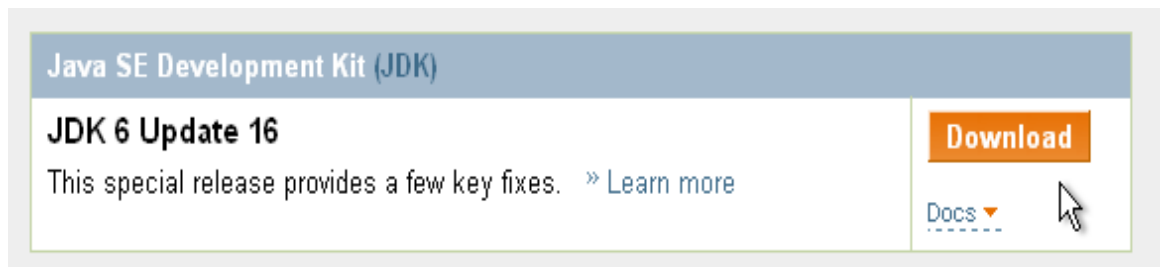 Java SE Development Kit (JDK)
JDK 6 Update 16
Download
This special release provides a few key fixes. » Learn more
Docs